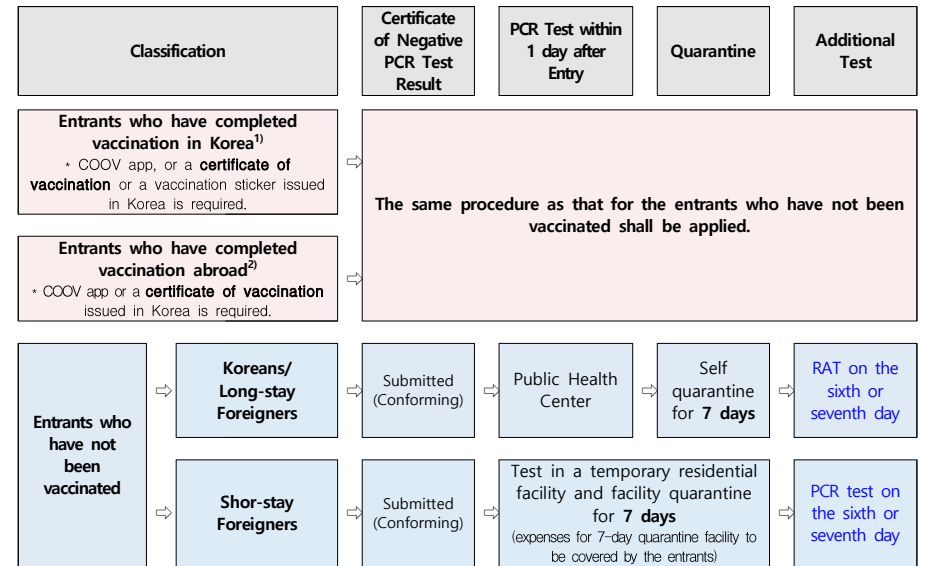 Classification
Certificate
of Negative
PCR Test
Result
PCR Test within
1 day after
Entry
Quarantine
Additional
Test
Entrants who have completed
vaccination in Korea1)
* COOV app, or a certificate of
vaccination or a vaccination sticker issued
in Korea is required.
The same procedure as that for the entrants who have not been
vaccinated shall be applied.
Entrants who have completed
vaccination abroad2)
* COOV app or a certificate of vaccination
issued in Korea is required.
Entrants who
have not
been
vaccinated
Koreans/
Long-stay
Foreigners
Submitted
(Conforming)
Public Health
Center
Self
quarantine
for 7 days
RAT on the
sixth or
seventh day
Shor-stay
Foreigners
Submitted
(Conforming)
Test in a temporary residential
facility and facility quarantine
for 7 days
(expenses for 7-day quarantine facility to
be covered by the entrants)
PCR test on
the sixth or
seventh day